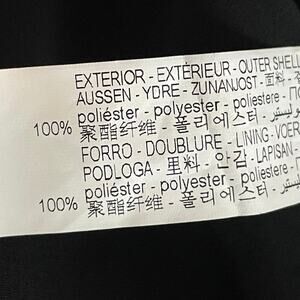 EXTERIOR - EXTÉRIEUR - OUTER SHELL
AUSSEN - YDRE - ZUNANJOST - 面料 -
100% poliéster - polyester - poliestere -
聚酯纤维 - 폴리에스터 -
FORRO - DOUBLURE - LINING - VOER
PODLOGA - 里料 - 안감 - LAPISAN -
100% poliéster - polyester - poliestere -
聚酯纤维 - 폴리에스터 -